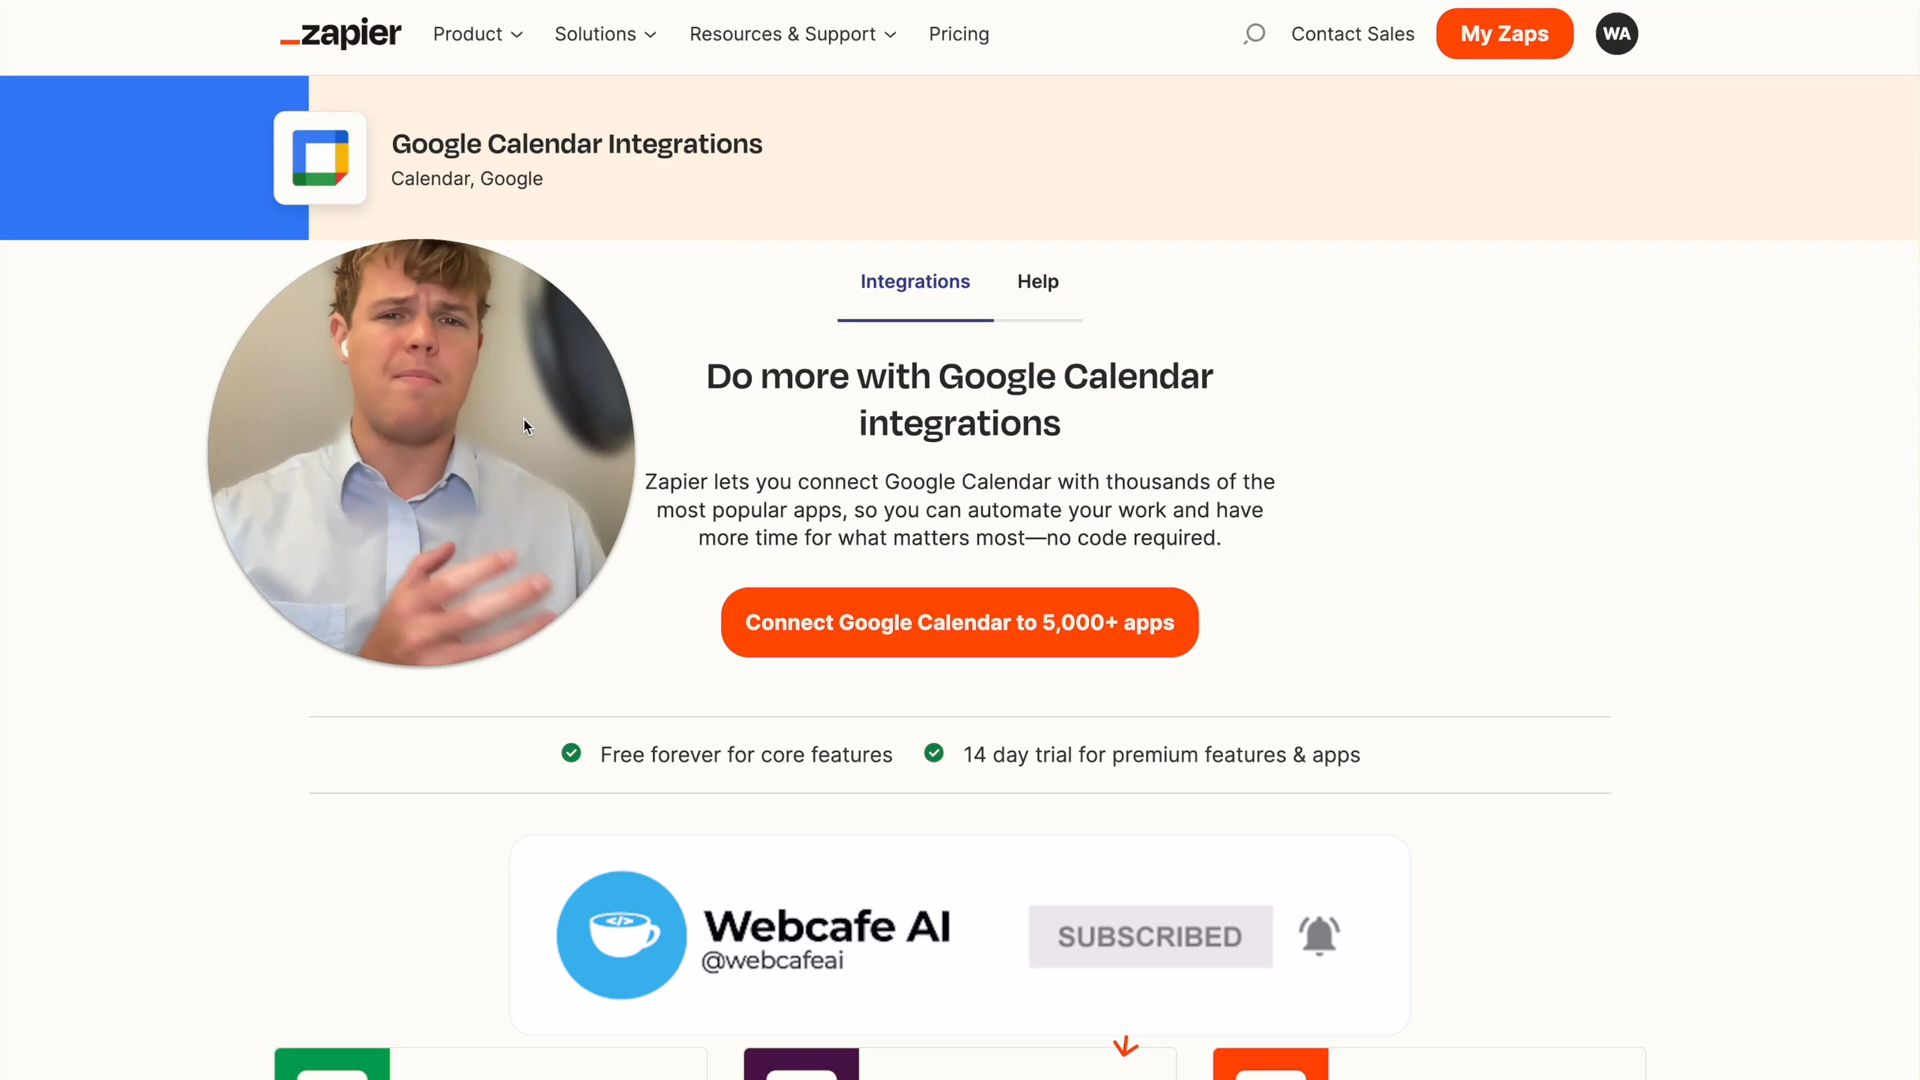 zapier
Product
Solutions
Resources & Support
Pricing
Contact Sales
My Zaps
WA
Google Calendar Integrations
Calendar, Google
Integrations
Help
Do more with Google Calendar
integrations
Zapier lets you connect Google Calendar with thousands of the
most popular apps, so you can automate your work and have
more time for what matters most—no code required.
Connect Google Calendar to 5,000+ apps
Free forever for core features
14 day trial for premium features & apps
</>
Webcafe AI
@webcafeai
SUBSCRIBED